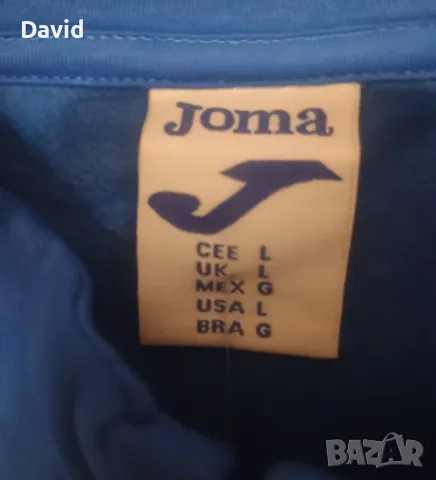 David
Joma
CEE L
UK L
MEX G
USA L
BRA G
BAZAR